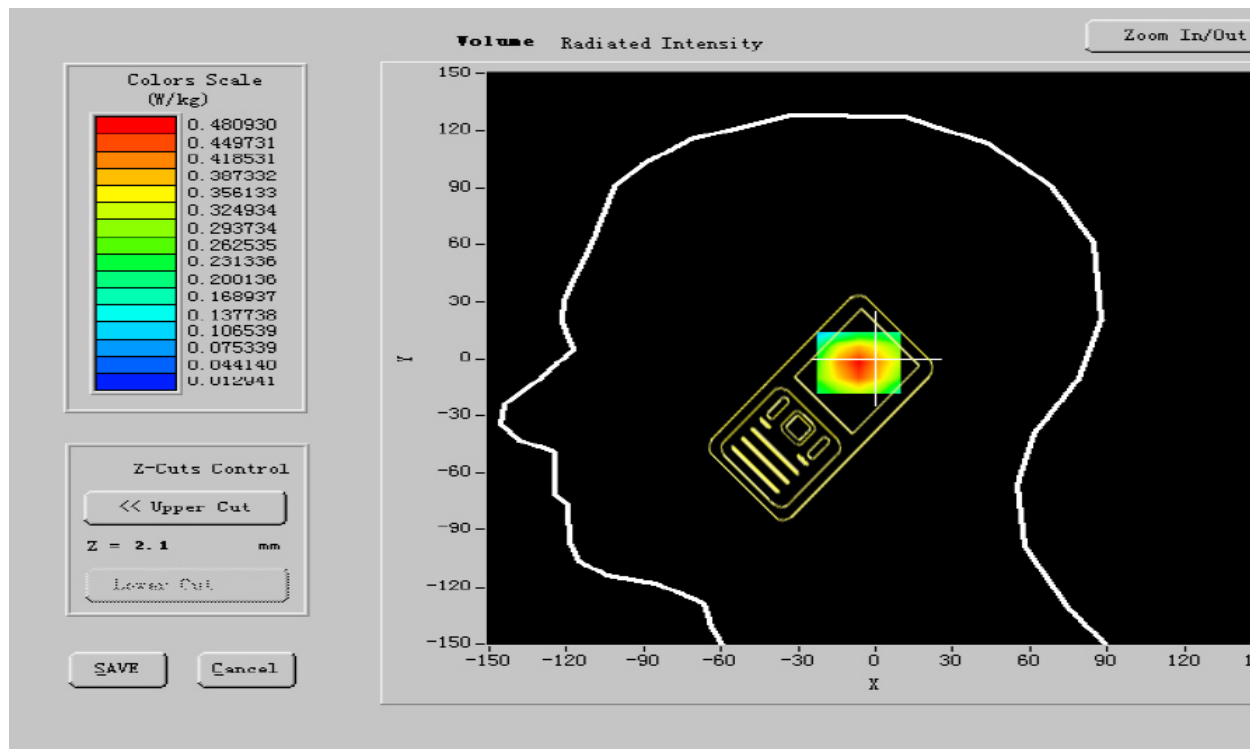 Volume Radiated Intensity
Zoom In/Out
Colors Scale
(W/kg)
0.480930
0.449731
0.418531
0.387332
0.356133
0.324934
0.293734
0.262535
0.231336
0.200136
0.168937
0.137738
0.106539
0.075339
0.044140
0.012941
Z-Cuts Control
<< Upper Cut
Z = 2.1 mm
Lower Cut
SAVE
Cancel
150
120
90
60
30
0
-30
-60
-90
-120
-150
Y
-150 -120 -90 -60 -30 0 30 60 90 120
X